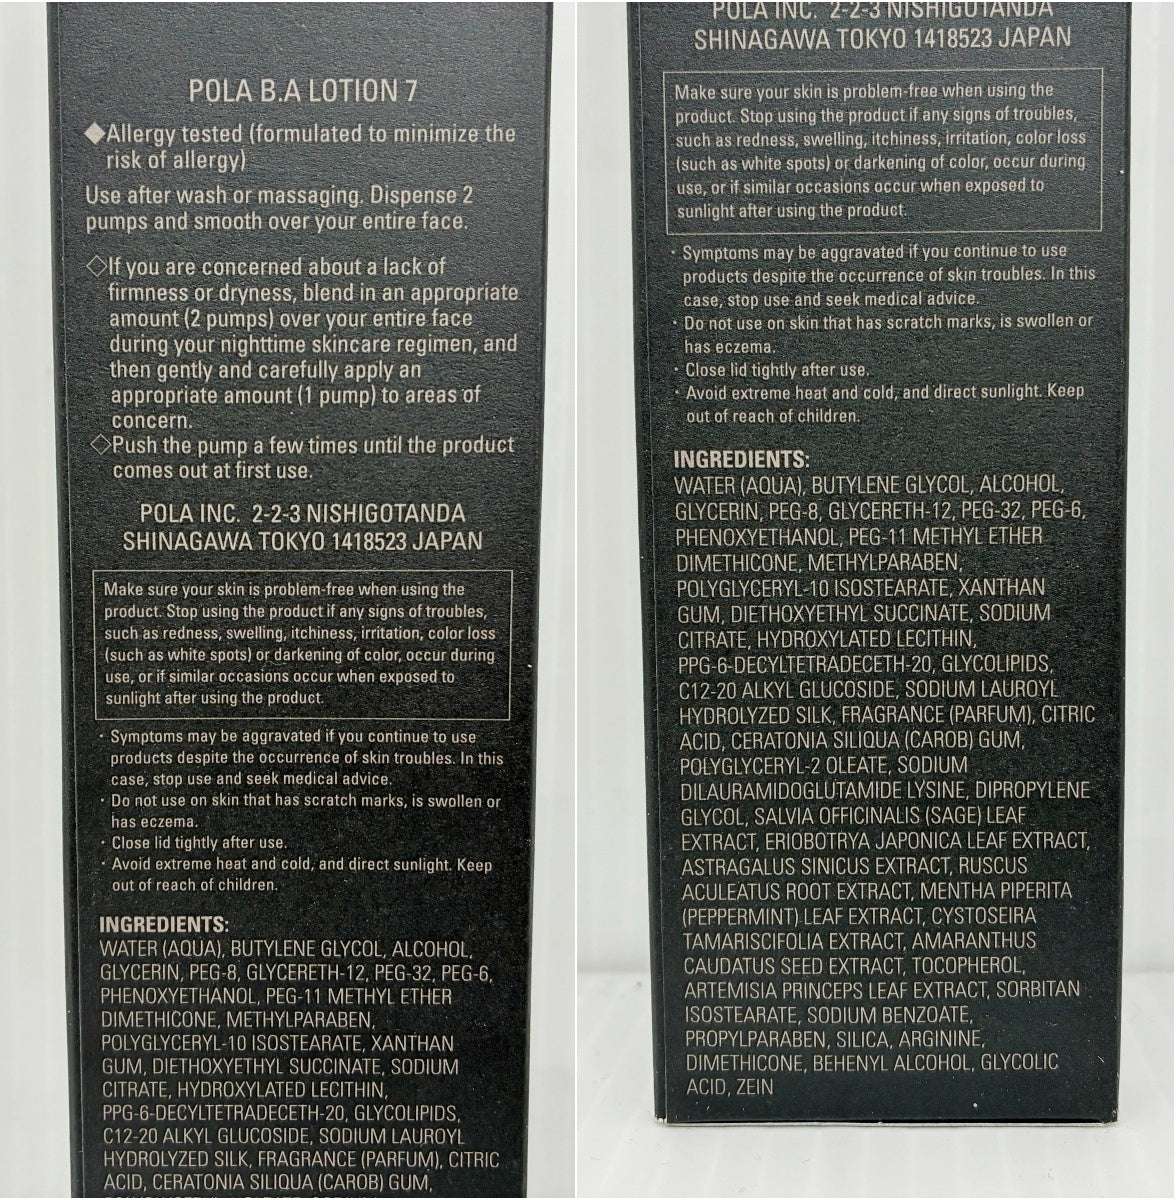 POLA B.A LOTION 7
◆Allergy tested (formulated to minimize the
risk of allergy)
Use after wash or massaging. Dispense 2
pumps and smooth over your entire face.
◇If you are concerned about a lack of
firmness or dryness, blend in an appropriate
amount (2 pumps) over your entire face
during your nighttime skincare regimen, and
then gently and carefully apply an
appropriate amount (1 pump) to areas of
concern.
◇Push the pump a few times until the product
comes out at first use.
POLA INC. 2-2-3 NISHIGOTANDA
SHINAGAWA TOKYO 1418523 JAPAN
Make sure your skin is problem-free when using the
product. Stop using the product if any signs of troubles,
such as redness, swelling, itchiness, irritation, color loss
(such as white spots) or darkening of color, occur during
use, or if similar occasions occur when exposed to
sunlight after using the product.
· Symptoms may be aggravated if you continue to use
products despite the occurrence of skin troubles. In this
case, stop use and seek medical advice.
· Do not use on skin that has scratch marks, is swollen or
has eczema.
· Close lid tightly after use.
· Avoid extreme heat and cold, and direct sunlight. Keep
out of reach of children.
INGREDIENTS:
WATER (AQUA), BUTYLENE GLYCOL, ALCOHOL,
GLYCERIN, PEG-8, GLYCERETH-12, PEG-32, PEG-6,
PHENOXYETHANOL, PEG-11 METHYL ETHER
DIMETHICONE, METHYLPARABEN,
POLYGLYCERYL-10 ISOSTEARATE, XANTHAN
GUM, DIETHOXYETHYL SUCCINATE, SODIUM
CITRATE, HYDROXYLATED LECITHIN,
PPG-6-DECYLTETRADECETH-20, GLYCOLIPIDS,
C12-20 ALKYL GLUCOSIDE, SODIUM LAUROYL
HYDROLYZED SILK, FRAGRANCE (PARFUM), CITRIC
ACID, CERATONIA SILIQUA (CAROB) GUM,
POLA INC. 2-2-3 NISHIGOTANDA
SHINAGAWA TOKYO 1418523 JAPAN
Make sure your skin is problem-free when using the
product. Stop using the product if any signs of troubles,
such as redness, swelling, itchiness, irritation, color loss
(such as white spots) or darkening of color, occur during
use, or if similar occasions occur when exposed to
sunlight after using the product.
· Symptoms may be aggravated if you continue to use
products despite the occurrence of skin troubles. In this
case, stop use and seek medical advice.
· Do not use on skin that has scratch marks, is swollen or
has eczema.
· Close lid tightly after use.
· Avoid extreme heat and cold, and direct sunlight. Keep
out of reach of children.
INGREDIENTS:
WATER (AQUA), BUTYLENE GLYCOL, ALCOHOL,
GLYCERIN, PEG-8, GLYCERETH-12, PEG-32, PEG-6,
PHENOXYETHANOL, PEG-11 METHYL ETHER
DIMETHICONE, METHYLPARABEN,
POLYGLYCERYL-10 ISOSTEARATE, XANTHAN
GUM, DIETHOXYETHYL SUCCINATE, SODIUM
CITRATE, HYDROXYLATED LECITHIN,
PPG-6-DECYLTETRADECETH-20, GLYCOLIPIDS,
C12-20 ALKYL GLUCOSIDE, SODIUM LAUROYL
HYDROLYZED SILK, FRAGRANCE (PARFUM), CITRIC
ACID, CERATONIA SILIQUA (CAROB) GUM,
POLYGLYCERYL-2 OLEATE, SODIUM
DILAURAMIDOGLUTAMIDE LYSINE, DIPROPYLENE
GLYCOL, SALVIA OFFICINALIS (SAGE) LEAF
EXTRACT, ERIOBOTRYA JAPONICA LEAF EXTRACT,
ASTRAGALUS SINICUS EXTRACT, RUSCUS
ACULEATUS ROOT EXTRACT, MENTHA PIPERITA
(PEPPERMINT) LEAF EXTRACT, CYSTOSEIRA
TAMARISCIFOLIA EXTRACT, AMARANTHUS
CAUDATUS SEED EXTRACT, TOCOPHEROL,
ARTEMISIA PRINCEPS LEAF EXTRACT, SORBITAN
ISOSTEARATE, SODIUM BENZOATE,
PROPYLPARABEN, SILICA, ARGININE,
DIMETHICONE, BEHENYL ALCOHOL, GLYCOLIC
ACID, ZEIN